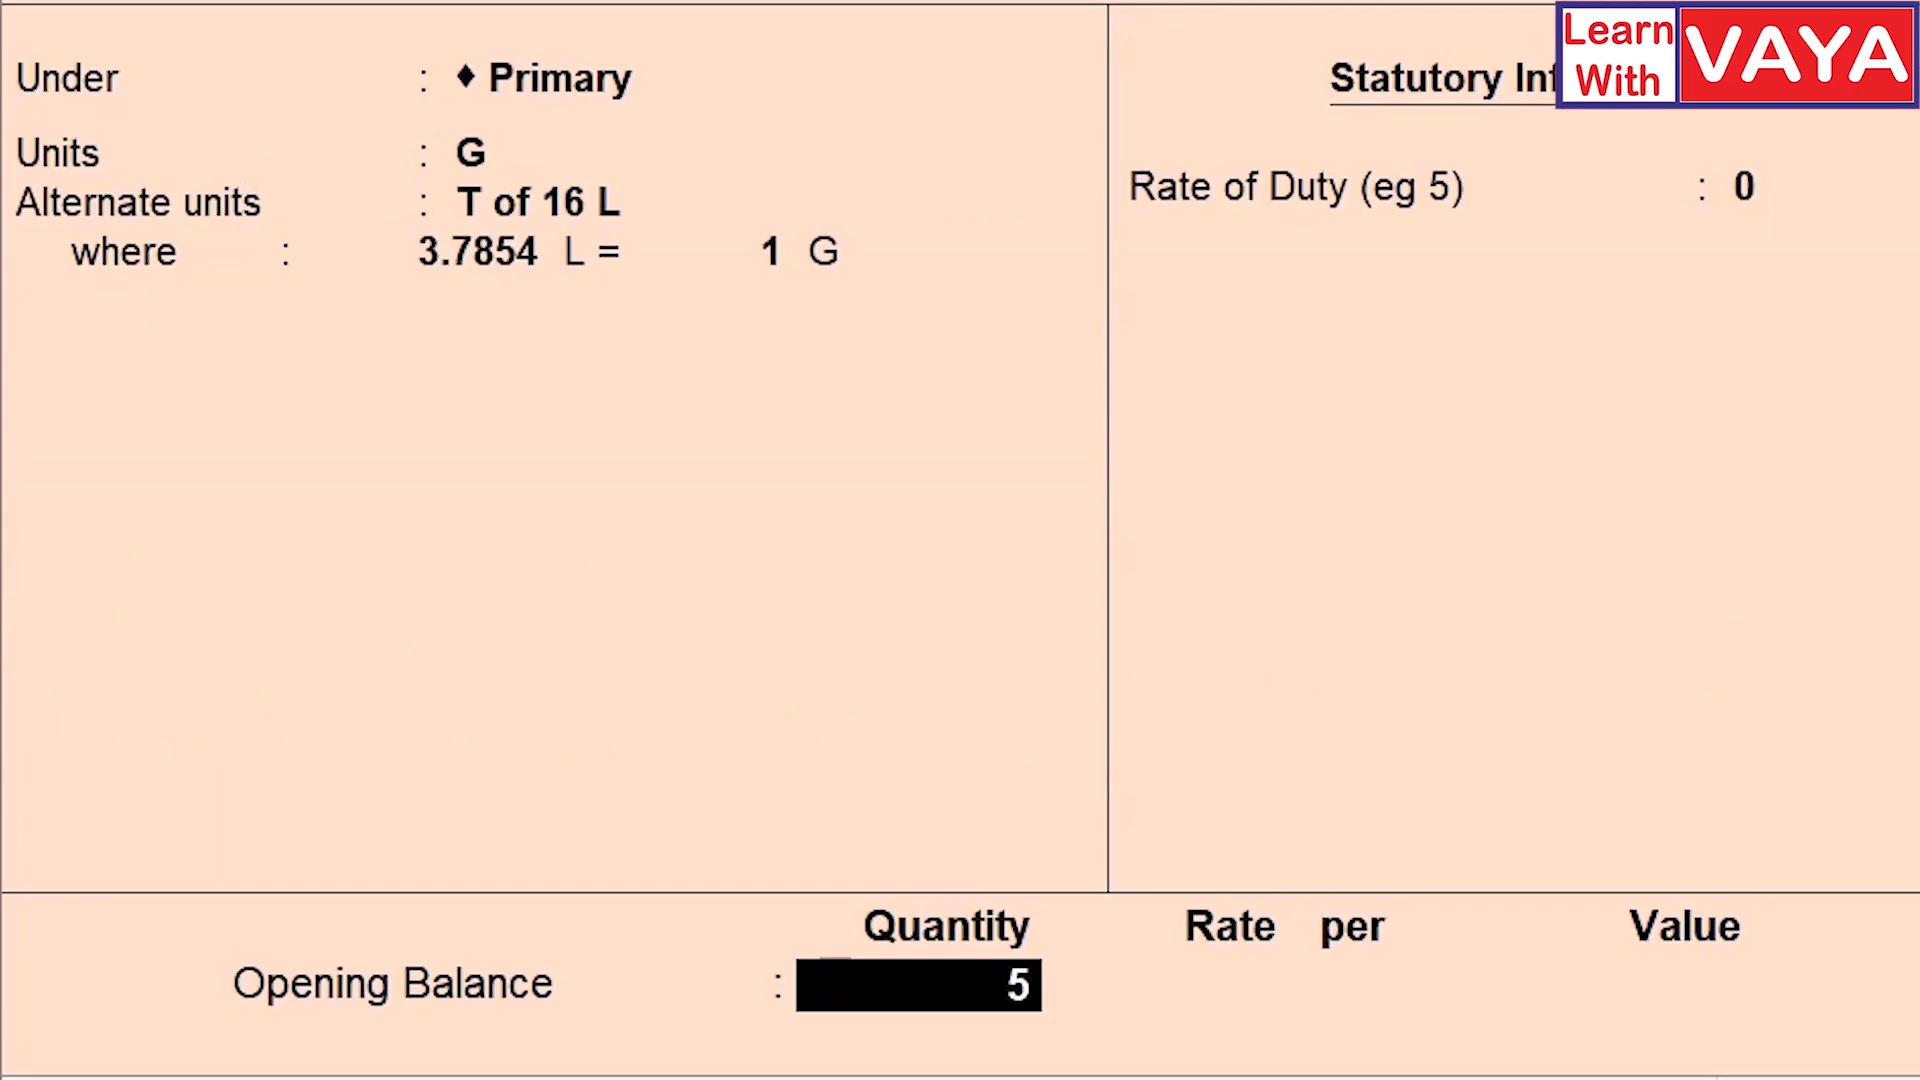 Under : ♦ Primary
Units : G
Alternate units : T of 16 L
where : 3.7854 L = 1 G
Statutory
Rate of Duty (eg 5) : 0
Learn With VAYA
Quantity Rate per Value
Opening Balance : 5